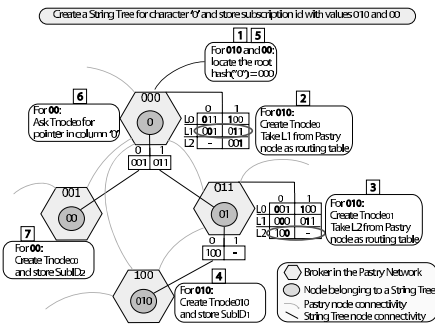 Create a String Tree for character '0' and store subscription id with values 010 and 00
1 5
For 010 and 00:
locate the root
hash("0") = 000
6
For 00:
Ask Tnode0 for
pointer in column '0'
000
0
0 1
001 011
0 1
L0 011 100
L1 001 011
L2 - 001
2
For 010:
Create Tnode0
Take L1 from Pastry
node as routing table
001
00
011
01
0 1
100 -
0 1
L0 001 100
L1 000 011
L2 100 -
3
For 010:
Create Tnode01
Take L2 from Pastry
node as routing table
7
For 00:
Create Tnode00
and store SubID2
100
010
4
For 010:
Create Tnode010
and store SubID1
Broker in the Pastry Network
Node belonging to a String Tree
Pastry node connectivity
String Tree node connectivity